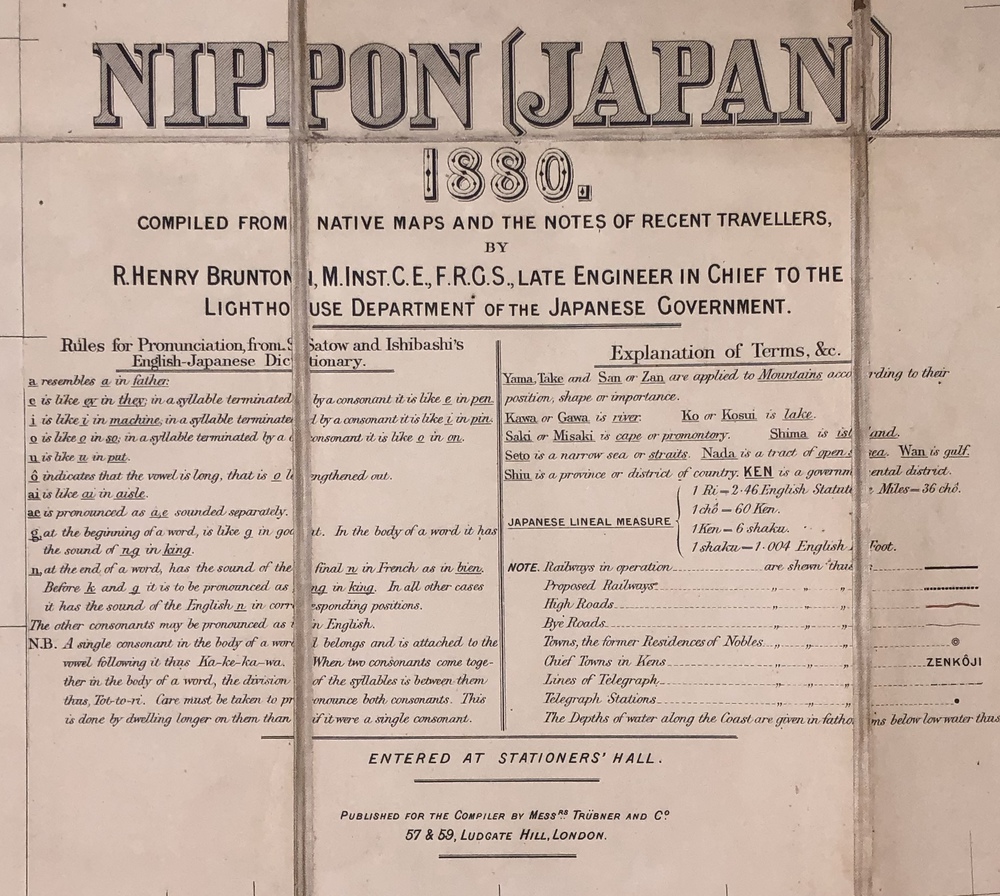 NIPPON (JAPAN)
1880.
COMPILED FROM NATIVE MAPS AND THE NOTES OF RECENT TRAVELLERS,
BY
R. HENRY BRUNTON, M. INST. C.E., F.R.G.S., LATE ENGINEER IN CHIEF TO THE
LIGHTHOUSE DEPARTMENT OF THE JAPANESE GOVERNMENT.
Rules for Pronunciation, from Satow and Ishibashi's
English-Japanese Dictionary.
a resembles a in father.
e is like ey in they; in a syllable terminated by a consonant it is like e in pen.
i is like i in machine, in a syllable terminated by a consonant it is like i in pin.
o is like o in so; in a syllable terminated by a consonant it is like o in on.
u is like u in put.
ô indicates that the vowel is long, that is o lengthened out.
ai is like ai in aisle.
ae is pronounced as a,e sounded separately.
g, at the beginning of a word, is like g in gout. In the body of a word it has
the sound of ng in king.
n, at the end of a word, has the sound of the final n in French as in bien.
Before k and g it is to be pronounced as ng in king. In all other cases
it has the sound of the English n in corresponding positions.
The other consonants may be pronounced as in English.
N.B. A single consonant in the body of a word belongs and is attached to the
vowel following it thus Ka-ke-ka-wa. When two consonants come toge-
ther in the body of a word, the division of the syllables is between them
thus, Tot-to-ri. Care must be taken to pronounce both consonants. This
is done by dwelling longer on them than if it were a single consonant.
Explanation of Terms, &c.
Yama, Take and San or Zan are applied to Mountains according to their
position, shape or importance.
Kawa or Gawa is river. Ko or Kosui is lake.
Saki or Misaki is cape or promontory. Shima is island.
Seto is a narrow sea or straits. Nada is a tract of open sea. Wan is gulf.
Shiu is a province or district of country. KEN is a governmental district.
JAPANESE LINEAL MEASURE
1 Ri = 2·46 English Statute Miles = 36 chô.
1 chô = 60 Ken.
1 Ken = 6 shaku.
1 shaku = 1·004 English Foot.
NOTE. Railways in operation are shewn thus
Proposed Railways " " "
High Roads " " "
Bye Roads " " "
Towns, the former Residences of Nobles " " "
Chief Towns in Kens " " " ZENKÔJI
Lines of Telegraph " " "
Telegraph Stations " " "
The Depths of water along the Coast are given in fathoms below low water thus
ENTERED AT STATIONERS' HALL.
PUBLISHED FOR THE COMPILER BY MESSRS TRÜBNER AND Co
57 & 59, LUDGATE HILL, LONDON.